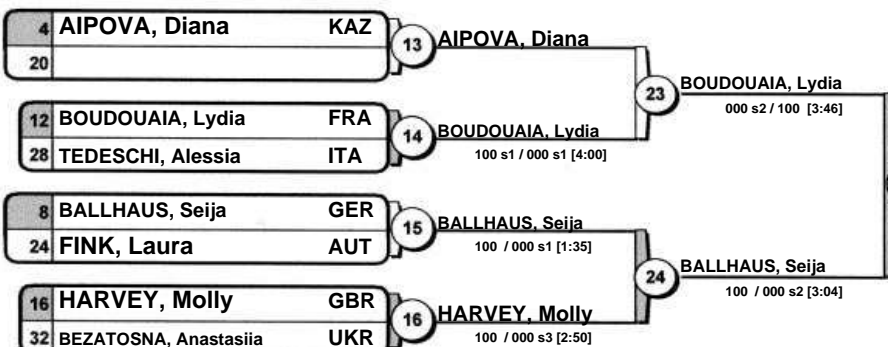 4 AIPOVA, Diana KAZ
20
13 AIPOVA, Diana
12 BOUDOUAIA, Lydia FRA
28 TEDESCHI, Alessia ITA
14 BOUDOUAIA, Lydia
100 s1 / 000 s1 [4:00]
23 BOUDOUAIA, Lydia
000 s2 / 100 [3:46]
8 BALLHAUS, Seija GER
24 FINK, Laura AUT
15 BALLHAUS, Seija
100 / 000 s1 [1:35]
16 HARVEY, Molly GBR
32 BEZATOSNA, Anastasiia UKR
16 HARVEY, Molly
100 / 000 s3 [2:50]
24 BALLHAUS, Seija
100 / 000 s2 [3:04]